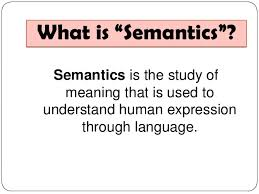 What is “Semantics”?
Semantics is the study of
meaning that is used to
understand human expression
through language.